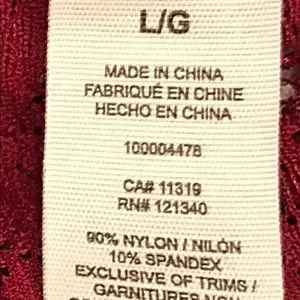 L/G
MADE IN CHINA
FABRIQUÉ EN CHINE
HECHO EN CHINA
100004478
CA# 11319
RN# 121340
90% NYLON / NILÓN
10% SPANDEX
EXCLUSIVE OF TRIMS /
GARNITURES NON